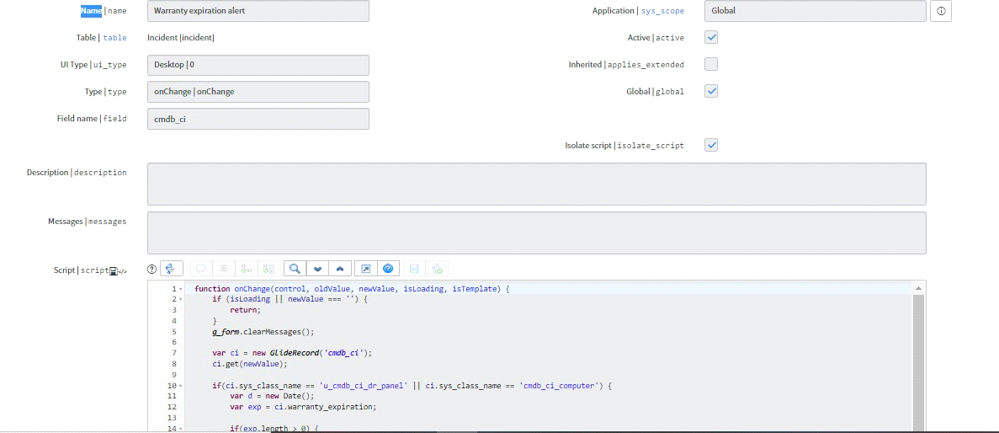 Name | name Warranty expiration alert Application | sys_scope Global
Table | table Incident [incident] Active | active
UI Type | ui_type Desktop | 0 Inherited | applies_extended
Type | type onChange | onChange Global | global
Field name | field cmdb_ci
Isolate script | isolate_script
Description | description
Messages | messages
Script | script </>
1 function onChange(control, oldValue, newValue, isLoading, isTemplate) {
2 if (isLoading || newValue === '') {
3 return;
4 }
5 g_form.clearMessages();
6
7 var ci = new GlideRecord('cmdb_ci');
8 ci.get(newValue);
9
10 if(ci.sys_class_name == 'u_cmdb_ci_dr_panel' || ci.sys_class_name == 'cmdb_ci_computer') {
11 var d = new Date();
12 var exp = ci.warranty_expiration;
13
14 if(exp.length > 0) {